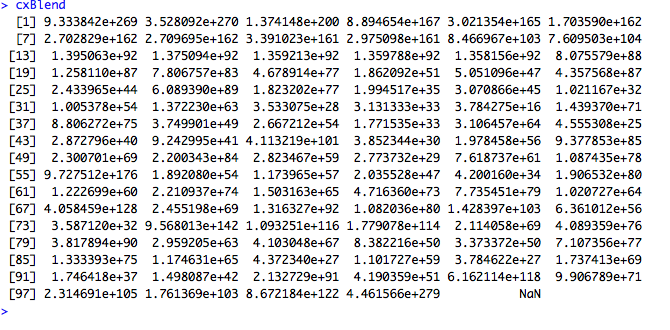 > cxBlend
[1] 9.333842e+269 3.528092e+270 1.374148e+200 8.894654e+167 3.021354e+165 1.703590e+162
[7] 2.702829e+162 2.709695e+162 3.391023e+161 2.975098e+161 8.466967e+103 7.609503e+104
[13] 1.395063e+92 1.375094e+92 1.359213e+92 1.359788e+92 1.358156e+92 8.075579e+88
[19] 1.258110e+87 7.806757e+83 4.678914e+77 1.862092e+51 5.051096e+47 4.357568e+87
[25] 2.433965e+44 6.089390e+89 1.823202e+77 1.994517e+35 3.070866e+45 1.021167e+32
[31] 1.005378e+54 1.372230e+63 3.533075e+28 3.131333e+33 3.784275e+16 1.439370e+71
[37] 8.806272e+75 3.749901e+49 2.667212e+54 1.771535e+33 3.106457e+64 4.555308e+25
[43] 2.872796e+40 9.242995e+41 4.113219e+101 3.852344e+30 1.978458e+56 9.377853e+85
[49] 2.300701e+69 2.200343e+84 2.823467e+59 2.773732e+29 7.618737e+61 1.087435e+78
[55] 9.727512e+176 1.892080e+54 1.173965e+57 2.035528e+47 4.200160e+34 1.906532e+80
[61] 1.222699e+60 2.210937e+74 1.503163e+65 4.716360e+73 7.735451e+79 1.020727e+64
[67] 4.058459e+128 2.455198e+69 1.316327e+92 1.082036e+80 1.428397e+103 6.361012e+56
[73] 3.587120e+32 9.568013e+142 1.093251e+116 1.779078e+114 2.114058e+69 4.089359e+76
[79] 3.817894e+90 2.959205e+63 4.103048e+67 8.382216e+50 3.373372e+50 7.107356e+77
[85] 1.333393e+75 1.174631e+65 4.372340e+27 1.101727e+59 3.784622e+27 1.737413e+69
[91] 1.746418e+37 1.498087e+42 2.132729e+91 4.190359e+51 6.162114e+118 9.906789e+71
[97] 2.314691e+105 1.761369e+103 8.672184e+122 4.461566e+279 NaN
>